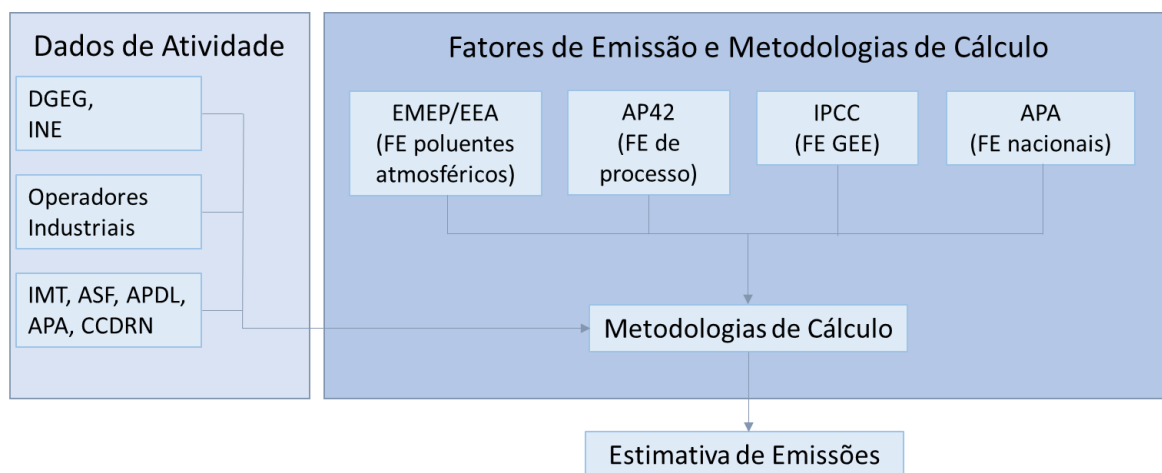 Dados de Atividade
DGEG,
INE
Operadores
Industriais
IMT, ASF, APDL,
APA, CCDRN
Fatores de Emissão e Metodologias de Cálculo
EMEP/EEA
(FE poluentes
atmosféricos)
AP42
(FE de
processo)
IPCC
(FE GEE)
APA
(FE nacionais)
Metodologias de Cálculo
Estimativa de Emissões